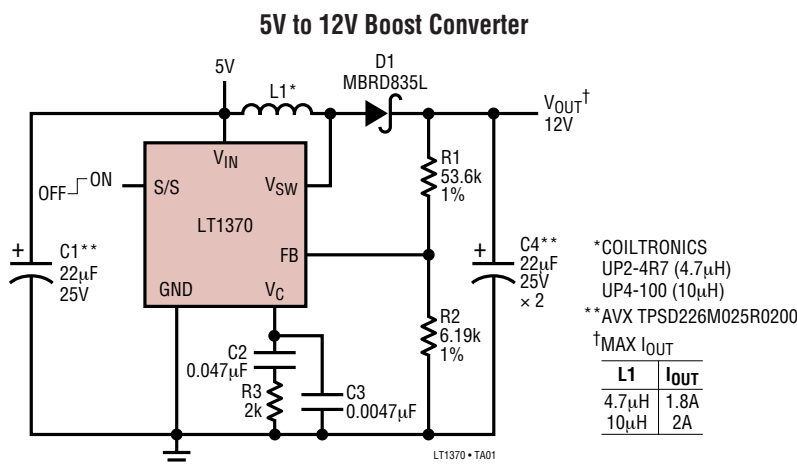 5V to 12V Boost Converter
5V
L1*
D1
MBRD835L
VOUT†
12V
VIN
OFF ON
S/S
VSW
LT1370
FB
GND
VC
R1
53.6k
1%
C1**
22µF
25V
+
C4**
22µF
25V
× 2
+
R2
6.19k
1%
C2
0.047µF
R3
2k
C3
0.0047µF
LT1370 • TA01
*COILTRONICS
UP2-4R7 (4.7µH)
UP4-100 (10µH)
**AVX TPSD226M025R0200
†MAX IOUT
L1 IOUT
4.7µH 1.8A
10µH 2A